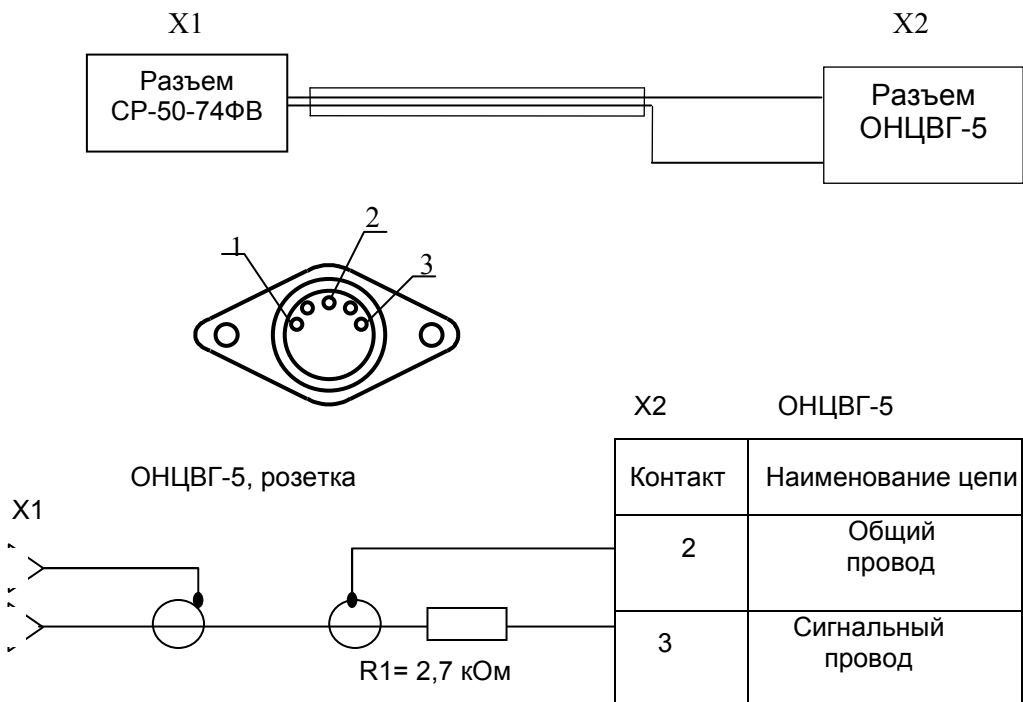 X1
X2
Разъем
СР-50-74ФВ
Разъем
ОНЦВГ-5
1
2
3
X2
ОНЦВГ-5
ОНЦВГ-5, розетка
X1
Контакт
Наименование цепи
2
Общий
провод
3
Сигнальный
провод
R1= 2,7 кОм